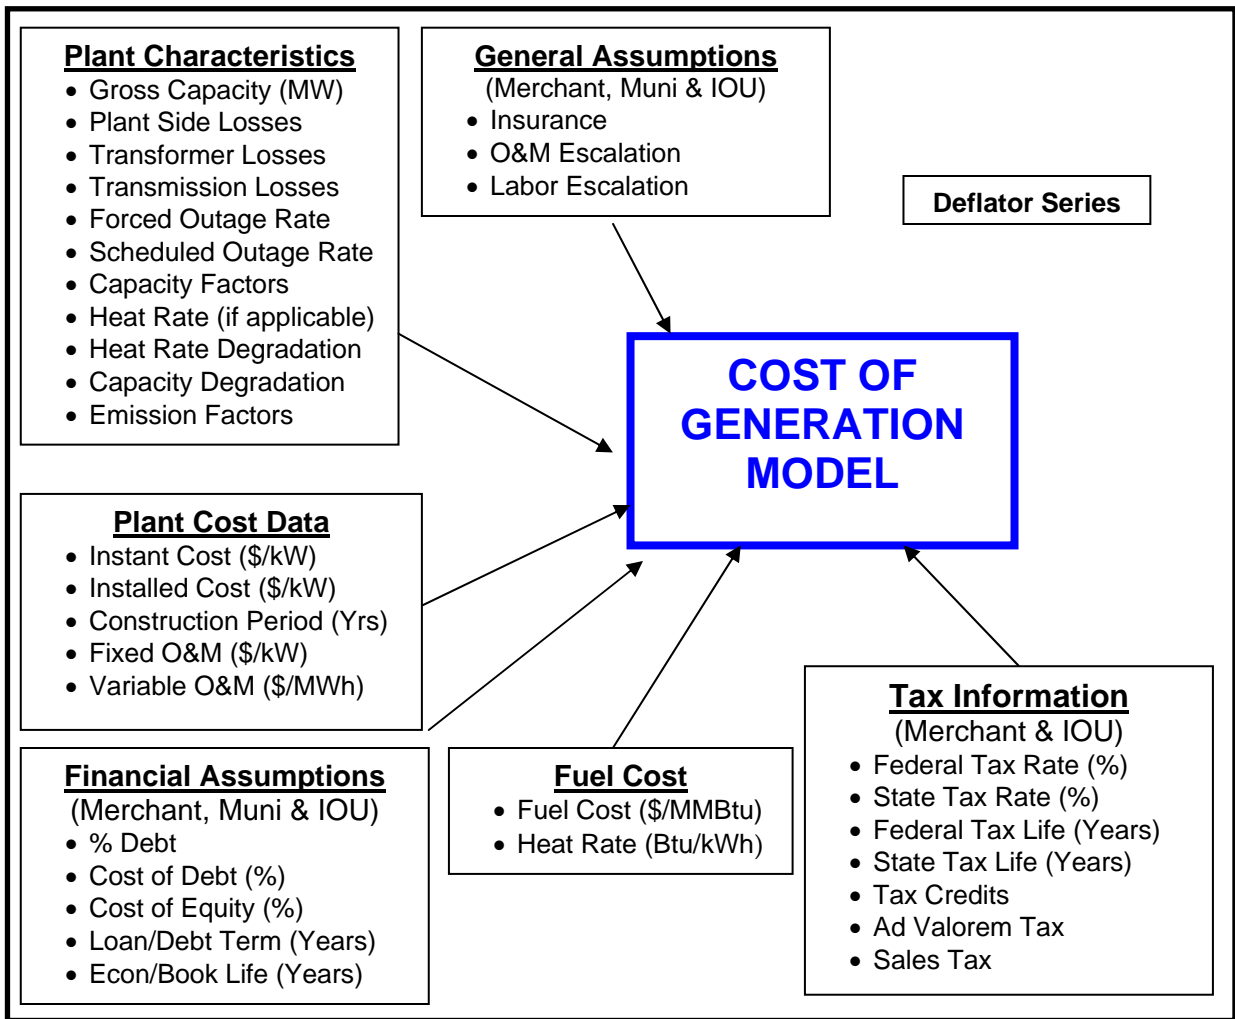 Plant Characteristics
• Gross Capacity (MW)
• Plant Side Losses
• Transformer Losses
• Transmission Losses
• Forced Outage Rate
• Scheduled Outage Rate
• Capacity Factors
• Heat Rate (if applicable)
• Heat Rate Degradation
• Capacity Degradation
• Emission Factors
General Assumptions
(Merchant, Muni & IOU)
• Insurance
• O&M Escalation
• Labor Escalation
Deflator Series
COST OF
GENERATION
MODEL
Plant Cost Data
• Instant Cost ($/kW)
• Installed Cost ($/kW)
• Construction Period (Yrs)
• Fixed O&M ($/kW)
• Variable O&M ($/MWh)
Financial Assumptions
(Merchant, Muni & IOU)
• % Debt
• Cost of Debt (%)
• Cost of Equity (%)
• Loan/Debt Term (Years)
• Econ/Book Life (Years)
Fuel Cost
• Fuel Cost ($/MMBtu)
• Heat Rate (Btu/kWh)
Tax Information
(Merchant & IOU)
• Federal Tax Rate (%)
• State Tax Rate (%)
• Federal Tax Life (Years)
• State Tax Life (Years)
• Tax Credits
• Ad Valorem Tax
• Sales Tax